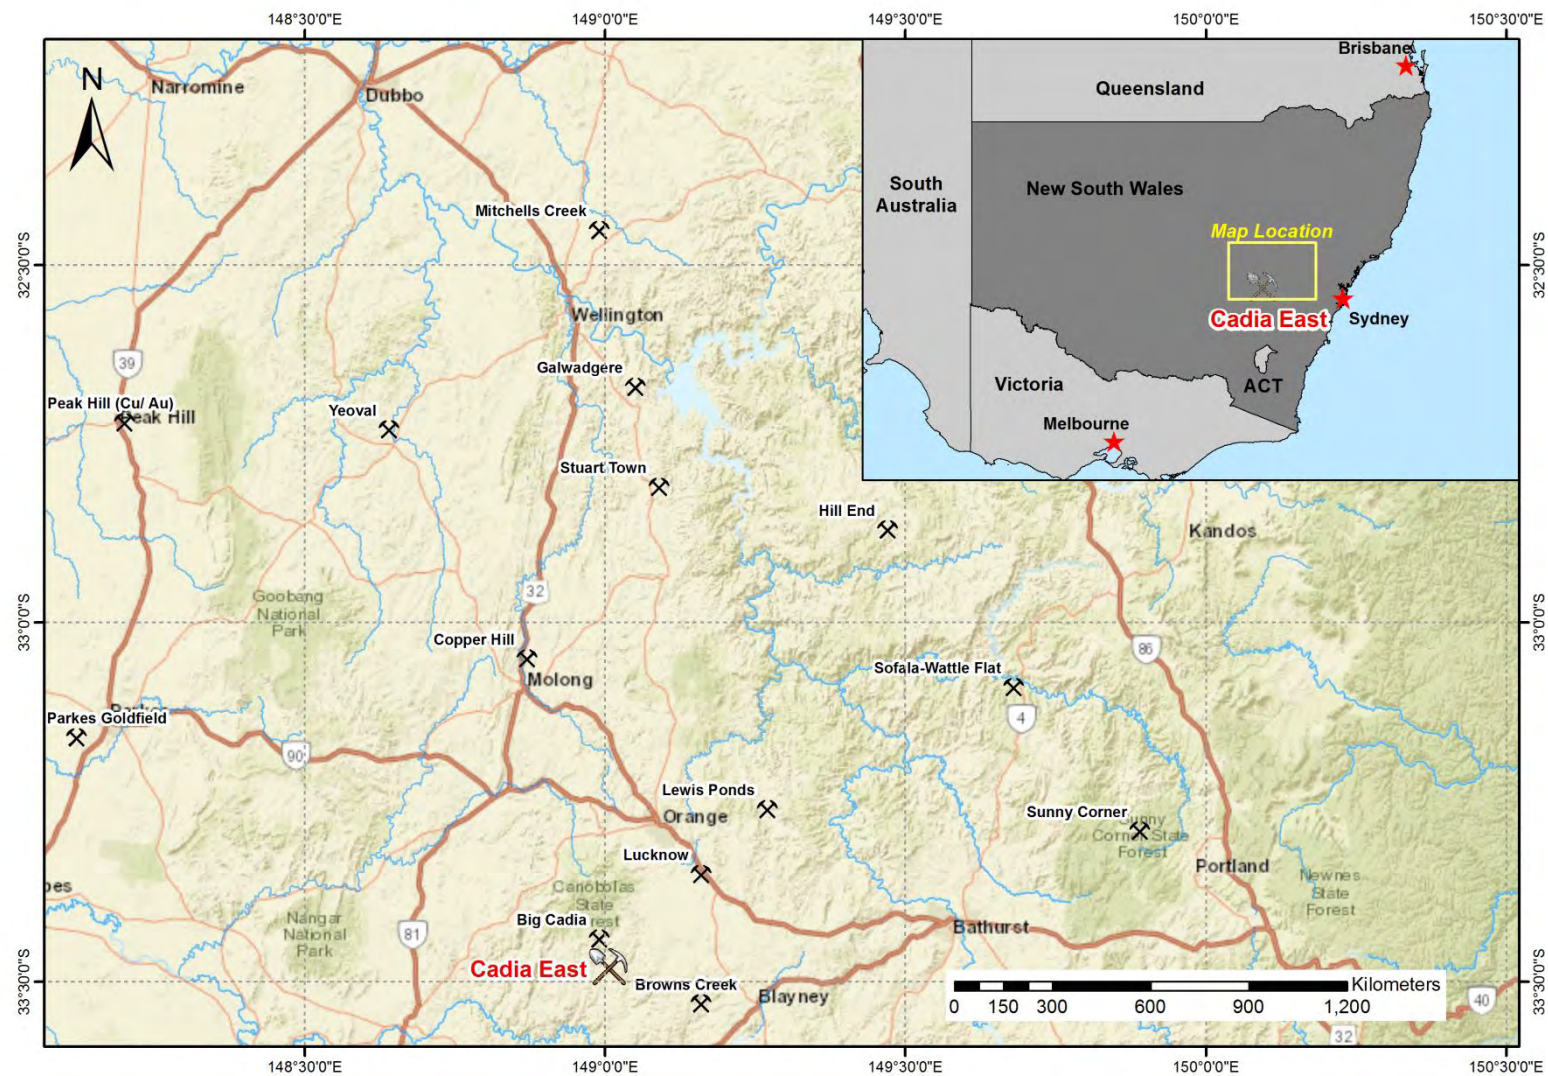 148°30'0"E
149°0'0"E
149°30'0"E
150°0'0"E
150°30'0"E
N
Narromine
Dubbo
Mitchells Creek
32°30'0"S
Wellington
39
Galwadgere
Peak Hill (Cu/ Au)
Peak Hill
Yeoval
Stuart Town
Hill End
Kandos
32
Goobang
National
Park
33°0'0"S
Copper Hill
Molong
86
Sofala-Wattle Flat
4
Parkes Goldfield
90
Lewis Ponds
Orange
Sunny Corner
Sunny
Corner State
Forest
Lucknow
Portland
Canobolas
State
Newnes
State
Forest
Big Cadia
Nangar
National
Park
81
Bathurst
Cadia East
Browns Creek
Blayney
33°30'0"S
40
32
Kilometers
0 150 300 600 900 1,200
148°30'0"E
149°0'0"E
149°30'0"E
150°0'0"E
150°30'0"E
Brisbane
Queensland
South
Australia
New South Wales
Map Location
Cadia East
Sydney
ACT
Victoria
Melbourne
32°30'0"S
33°0'0"S
33°30'0"S